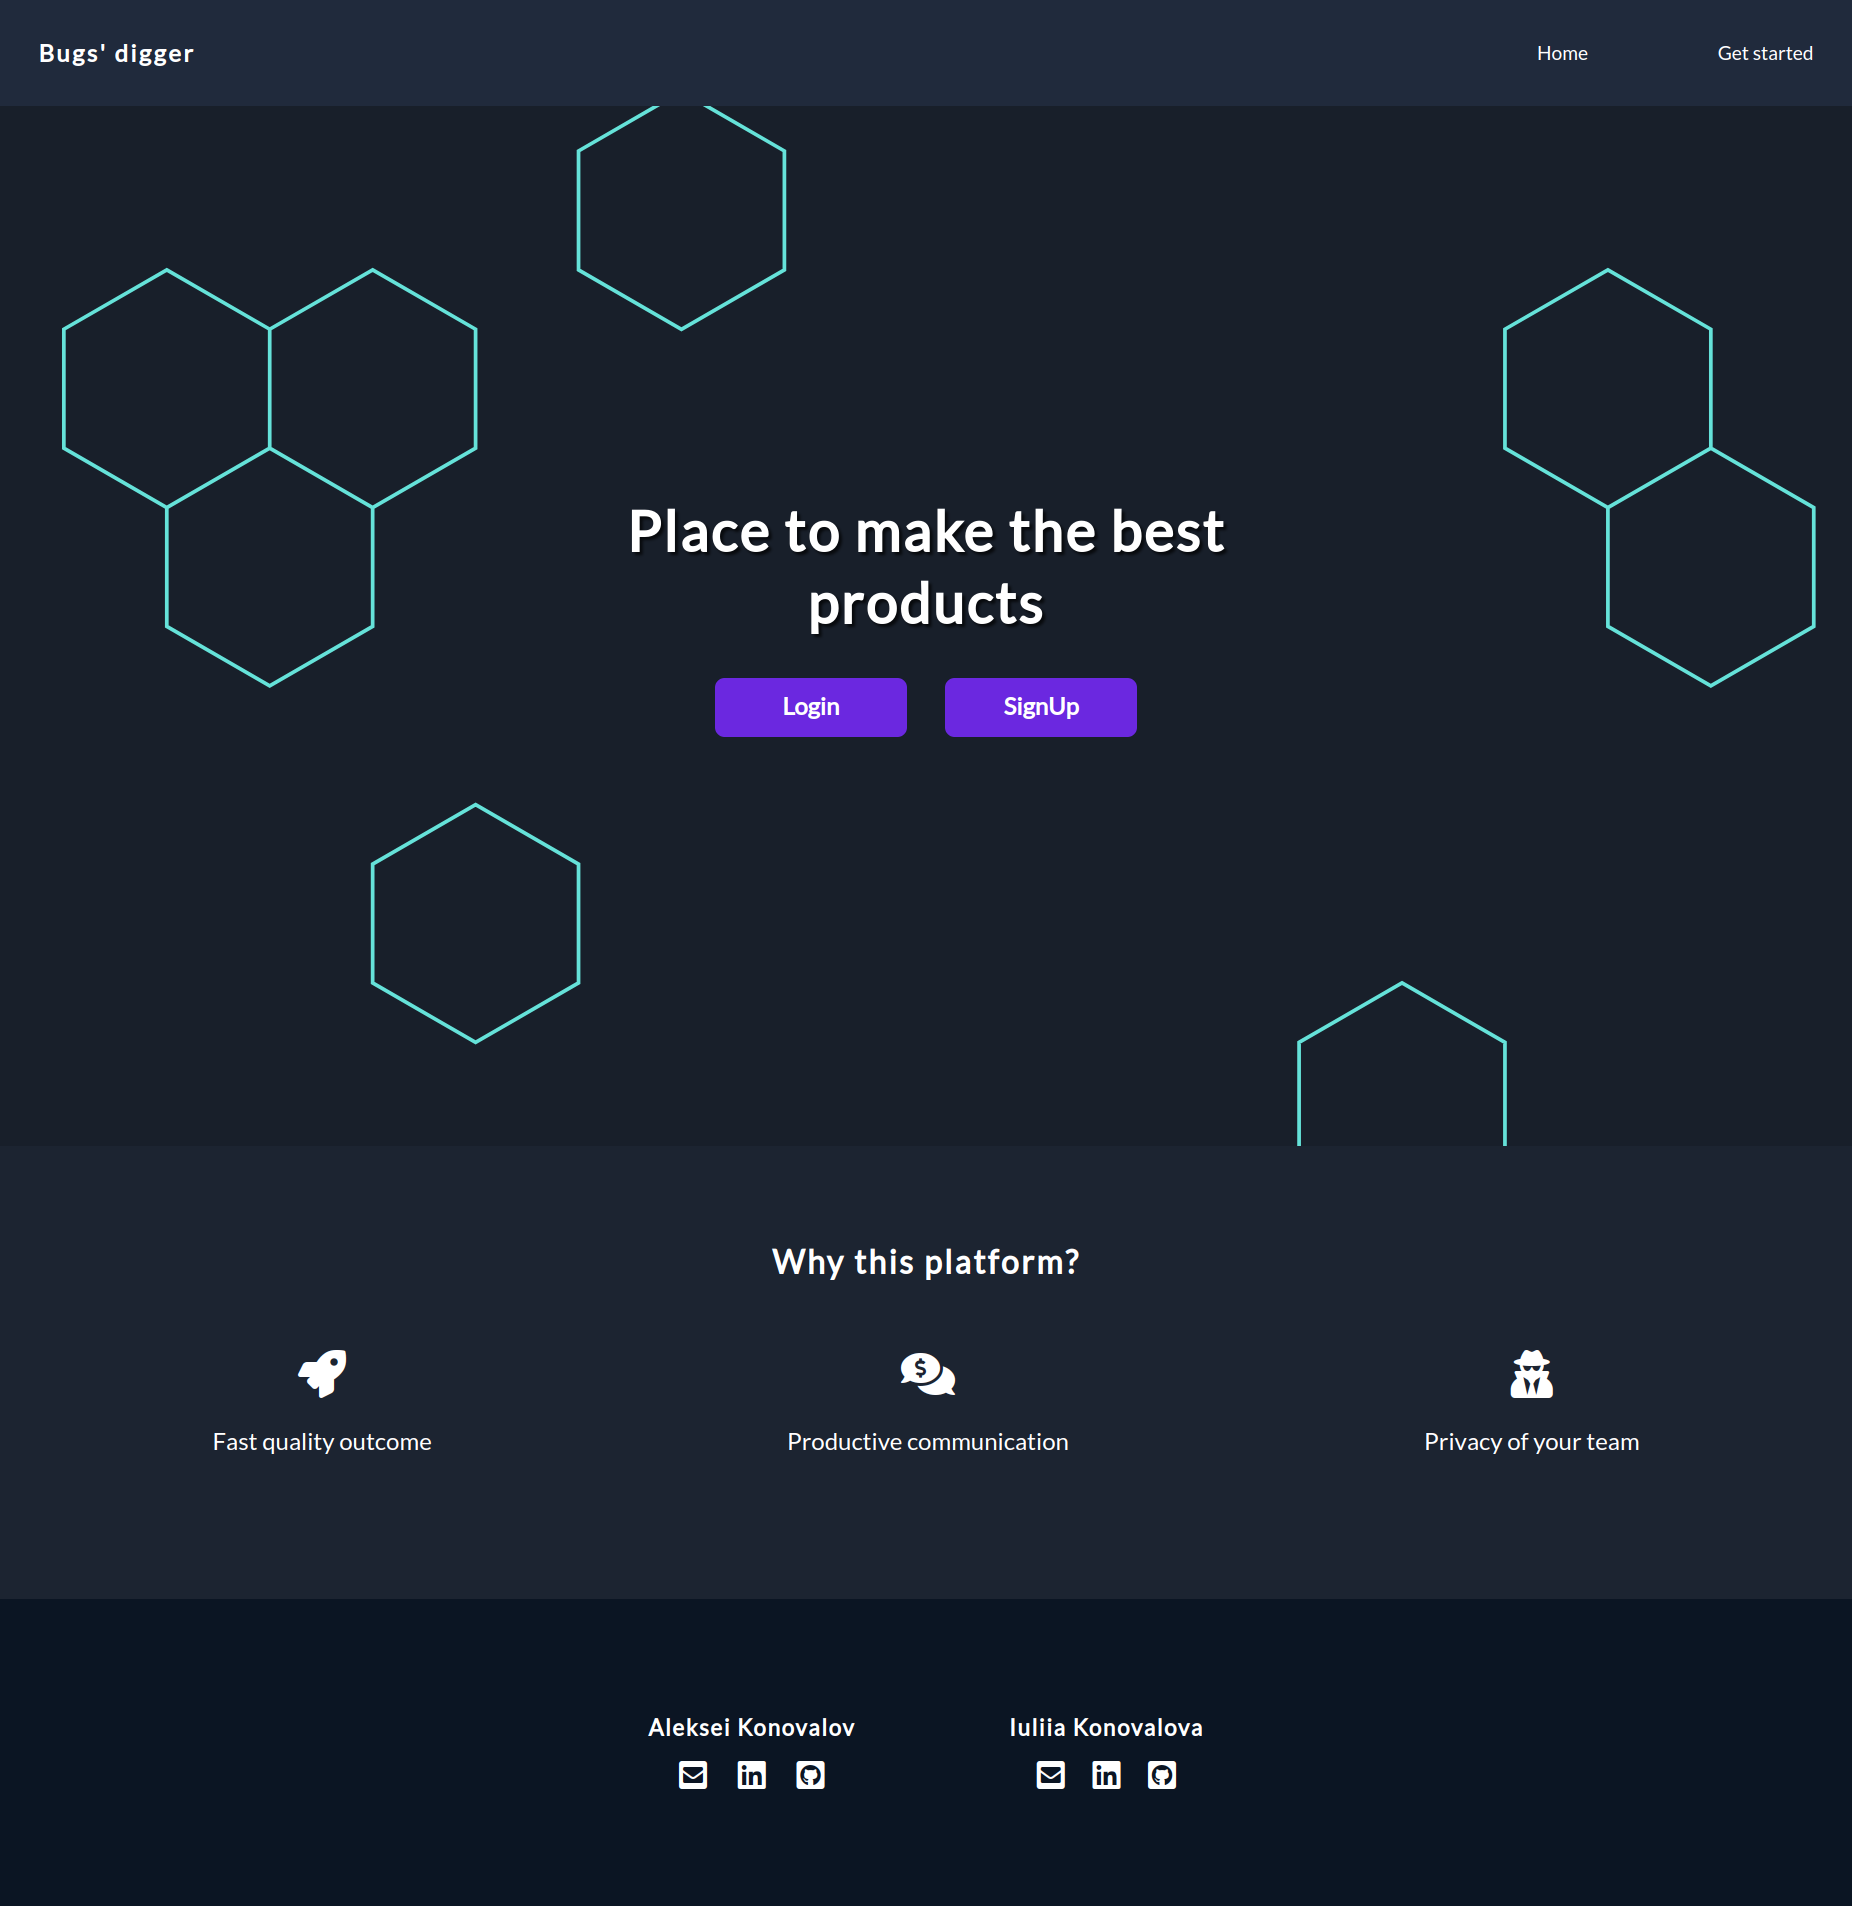 Bugs' digger
Home
Get started
Place to make the best
products
Login
SignUp
Why this platform?
Fast quality outcome
Productive communication
Privacy of your team
Aleksei Konovalov
Iuliia Konovalova